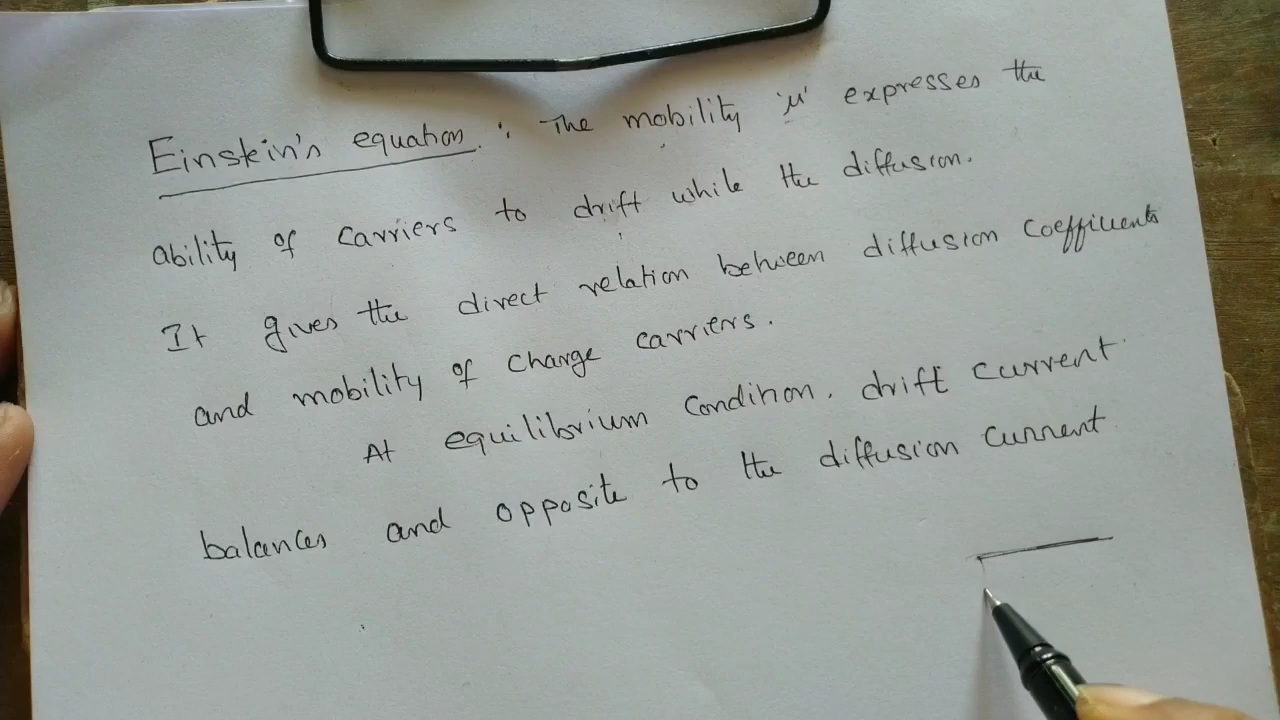 Einstein's equation : The mobility 'μ' expresses the
ability of carriers to drift while the diffusion.
It gives the direct relation between diffusion coefficients
and mobility of charge carriers.
At equilibrium condition, drift current
balances and opposite to the diffusion current